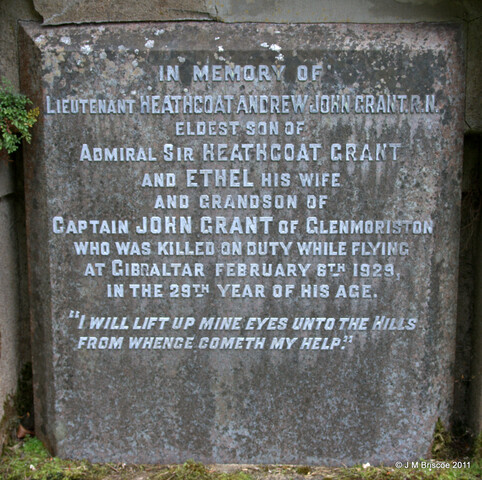 IN MEMORY OF
LIEUTENANT HEATHCOAT ANDREW JOHN GRANT, R.N.
ELDEST SON OF
ADMIRAL SIR HEATHCOAT GRANT
AND ETHEL HIS WIFE
AND GRANDSON OF
CAPTAIN JOHN GRANT OF GLENMORISTON
WHO WAS KILLED ON DUTY WHILE FLYING
AT GIBRALTAR FEBRUARY 6TH 1929,
IN THE 29TH YEAR OF HIS AGE.
"I WILL LIFT UP MINE EYES UNTO THE HILLS
FROM WHENCE COMETH MY HELP."
© J M Briscoe 2011